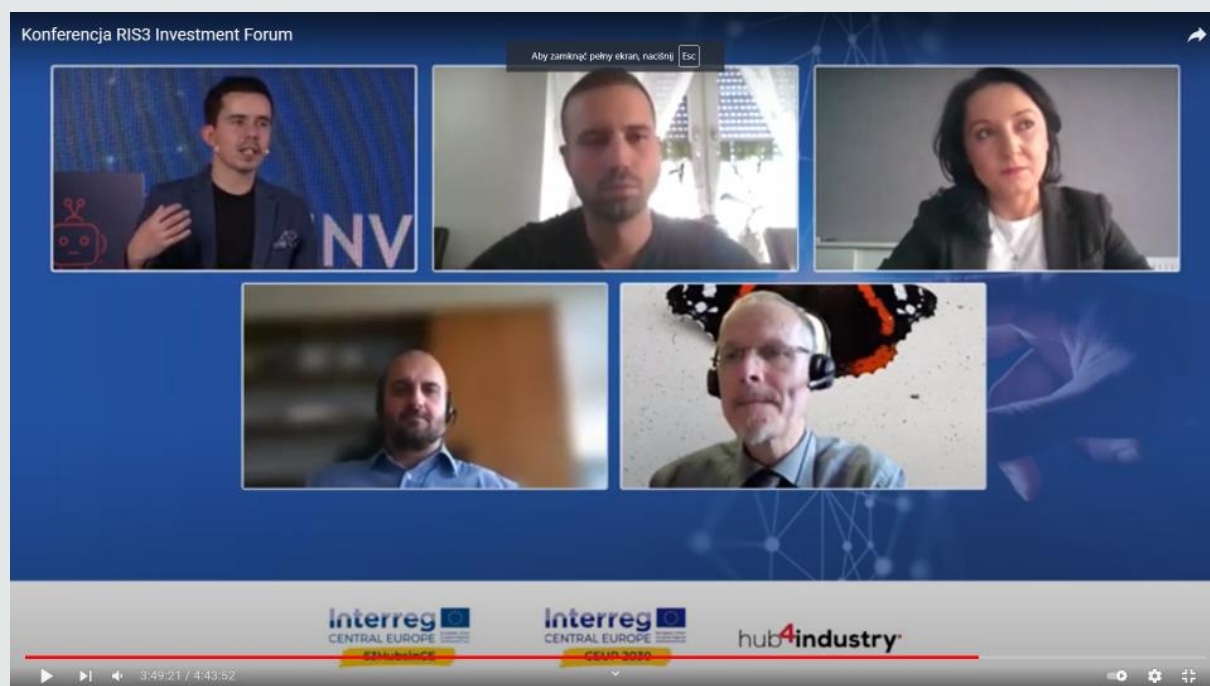 Konferencja RIS3 Investment Forum
Aby zamknąć pełny ekran, naciśnij Esc
NV
Interreg
CENTRAL EUROPE
S3HubsinCE
Interreg
CENTRAL EUROPE
CEUP 2030
hub4industry
3:49:21 / 4:43:52